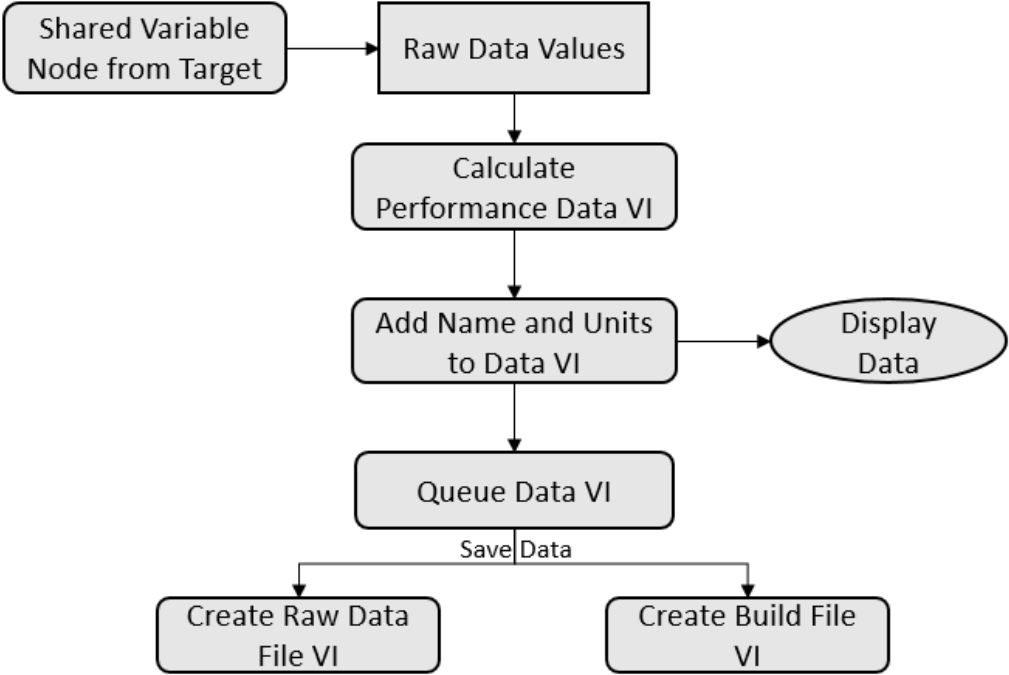 Shared Variable
Node from Target
Raw Data Values
Calculate
Performance Data VI
Add Name and Units
to Data VI
Display
Data
Queue Data VI
Save Data
Create Raw Data
File VI
Create Build File
VI